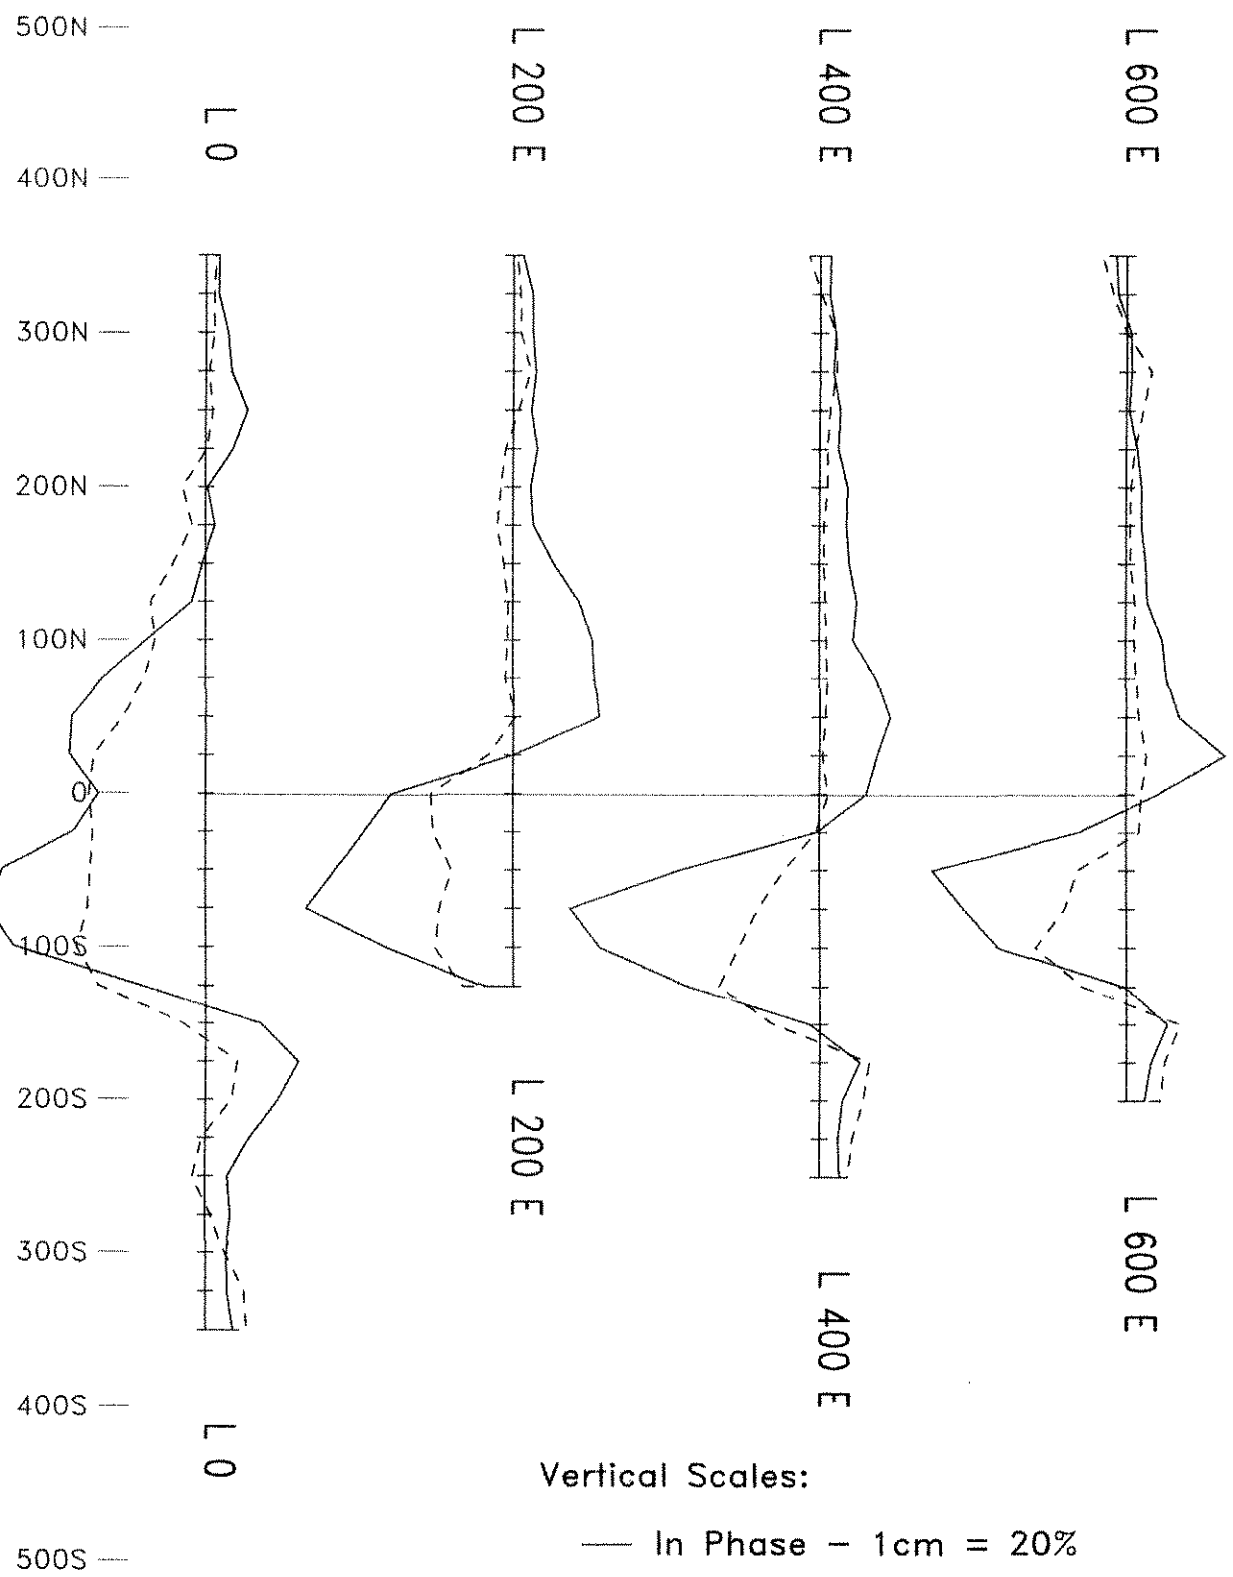 500N
L 200 E
L 400 E
L 600 E
L 0
400N
300N
200N
100N
0
100S
200S
L 200 E
300S
L 600 E
L 400 E
400S
L 0
Vertical Scales:
In Phase - 1cm = 20%
500S